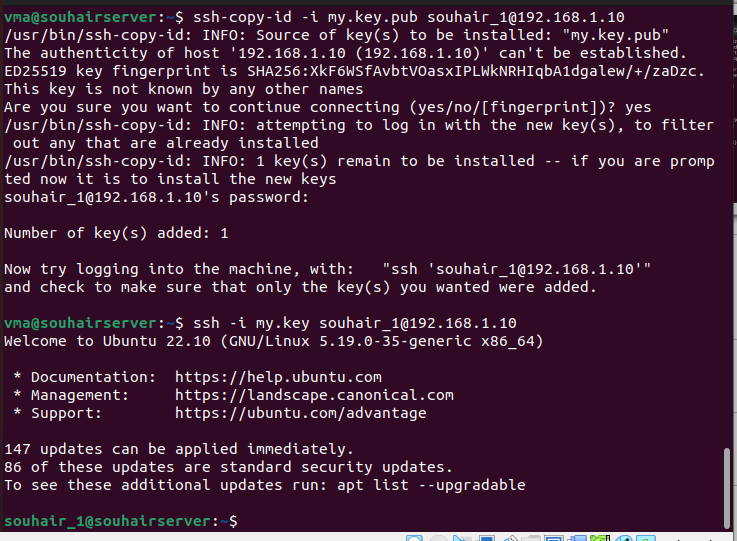 vma@souhairserver:~$ ssh-copy-id -i my.key.pub souhair_1@192.168.1.10
/usr/bin/ssh-copy-id: INFO: Source of key(s) to be installed: "my.key.pub"
The authenticity of host '192.168.1.10 (192.168.1.10)' can't be established.
ED25519 key fingerprint is SHA256:XkF6WSfAvbtVOasxIPLWkNRHIqbA1dgalew/+/zaDzc.
This key is not known by any other names
Are you sure you want to continue connecting (yes/no/[fingerprint])? yes
/usr/bin/ssh-copy-id: INFO: attempting to log in with the new key(s), to filter
 out any that are already installed
/usr/bin/ssh-copy-id: INFO: 1 key(s) remain to be installed -- if you are promp
ted now it is to install the new keys
souhair_1@192.168.1.10's password:
Number of key(s) added: 1
Now try logging into the machine, with:   "ssh 'souhair_1@192.168.1.10'"
and check to make sure that only the key(s) you wanted were added.
vma@souhairserver:~$ ssh -i my.key souhair_1@192.168.1.10
Welcome to Ubuntu 22.10 (GNU/Linux 5.19.0-35-generic x86_64)
 * Documentation:  https://help.ubuntu.com
 * Management:     https://landscape.canonical.com
 * Support:        https://ubuntu.com/advantage
147 updates can be applied immediately.
86 of these updates are standard security updates.
To see these additional updates run: apt list --upgradable
souhair_1@souhairserver:~$